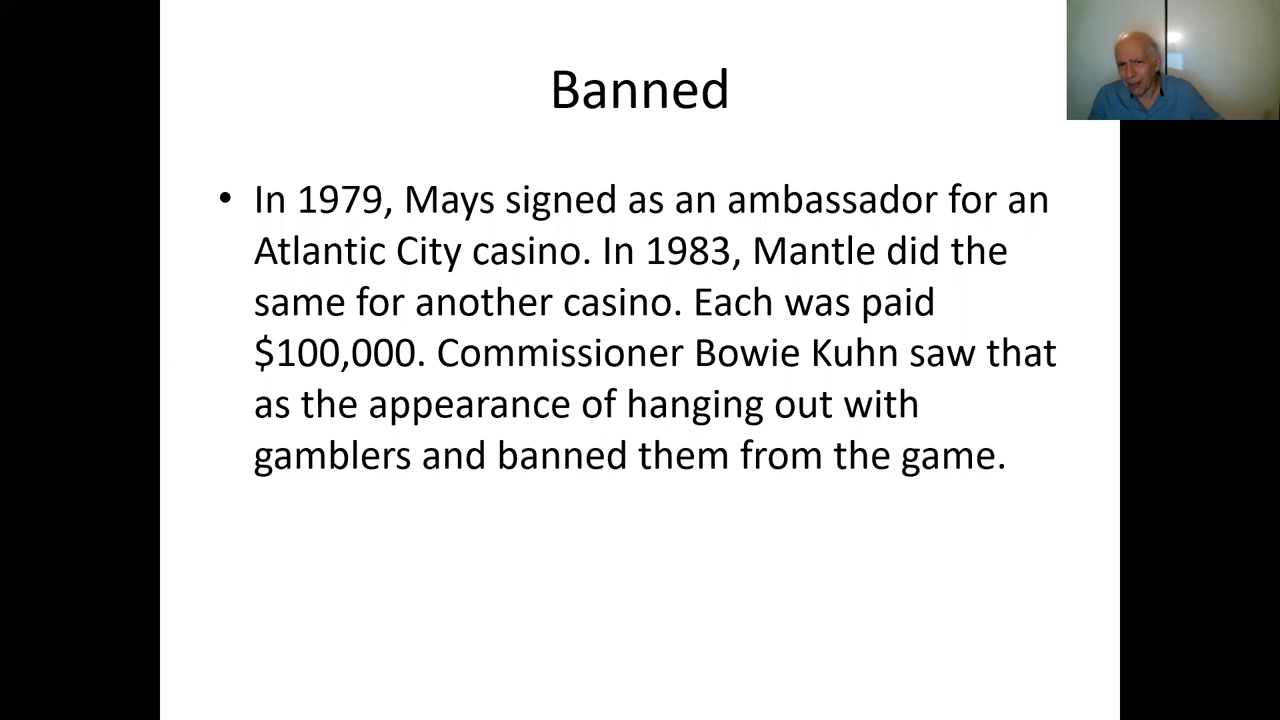 Banned
• In 1979, Mays signed as an ambassador for an
Atlantic City casino. In 1983, Mantle did the
same for another casino. Each was paid
$100,000. Commissioner Bowie Kuhn saw that
as the appearance of hanging out with
gamblers and banned them from the game.